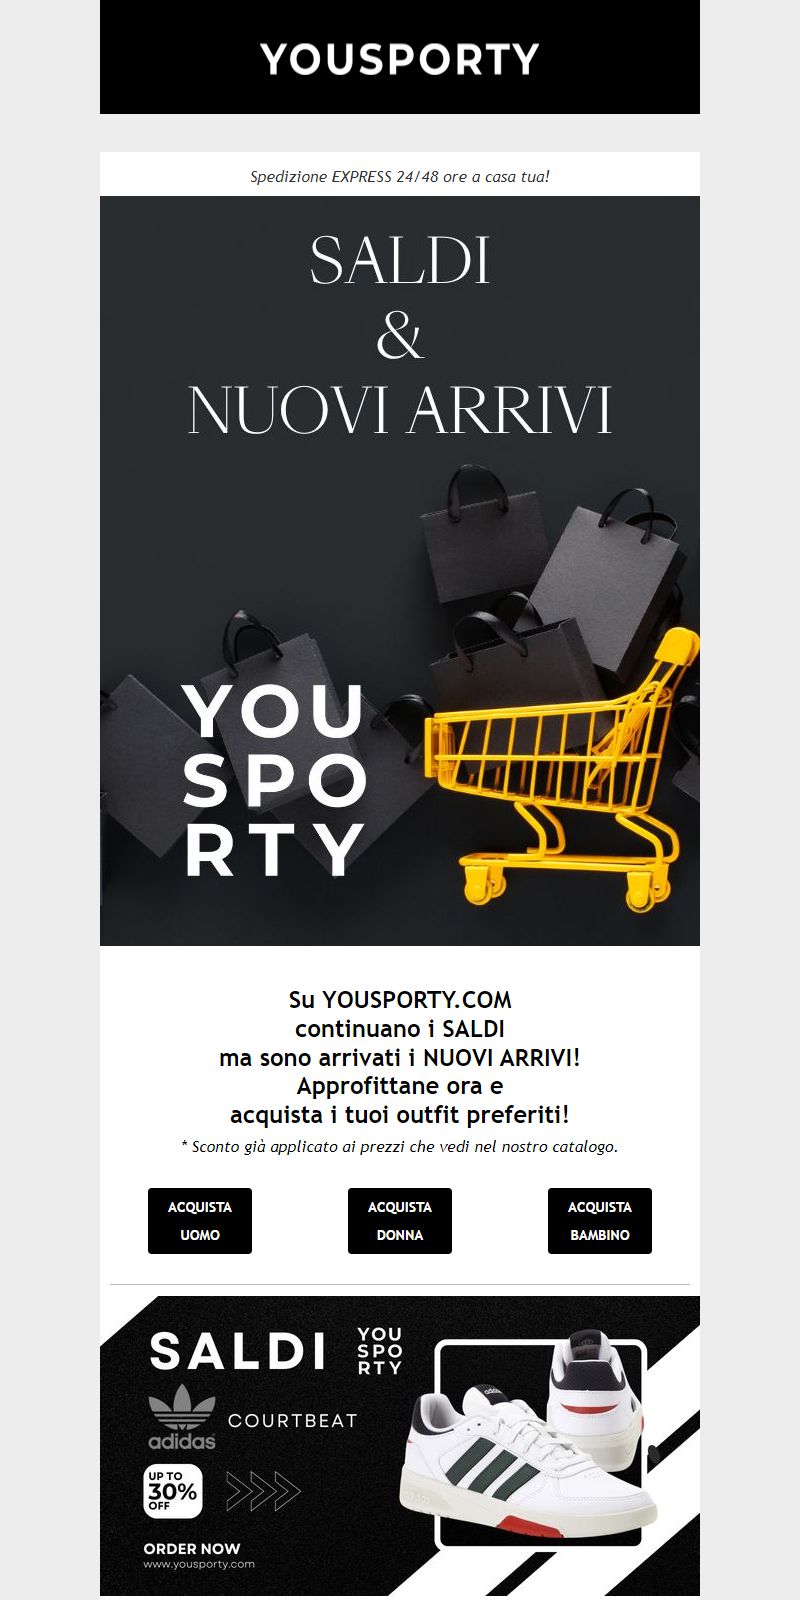 YOUSPORTY
Spedizione EXPRESS 24/48 ore a casa tua!
SALDI
&
NUOVI ARRIVI
YOU
SPO
RTY
Su YOUSPORTY.COM
continuano i SALDI
ma sono arrivati i NUOVI ARRIVI!
Approfittane ora e
acquista i tuoi outfit preferiti!
* Sconto già applicato ai prezzi che vedi nel nostro catalogo.
ACQUISTA
UOMO
ACQUISTA
DONNA
ACQUISTA
BAMBINO
SALDI
YOU
SPO
RTY
adidas
COURTBEAT
UP TO
30%
OFF
ORDER NOW
www.yousporty.com
adidas